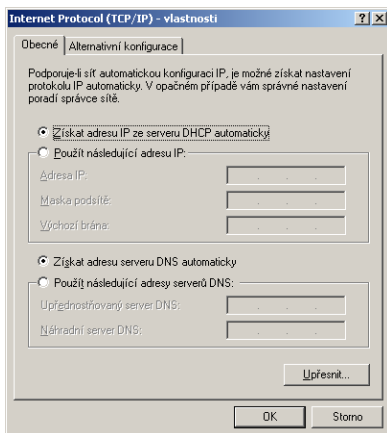 Internet Protocol (TCP/IP) - vlastnosti
Obecné
Alternativní konfigurace
Podporuje-li síť automatickou konfiguraci IP, je možné získat nastavení
protokolu IP automaticky. V opačném případě vám správné nastavení
poradí správce sítě.
Získat adresu IP ze serveru DHCP automaticky
Použít následující adresu IP:
Adresa IP:
Maska podsítě:
Výchozí brána:
Získat adresu serveru DNS automaticky
Použít následující adresy serverů DNS:
Upřednostňovaný server DNS:
Náhradní server DNS:
Upřesnit...
OK
Storno